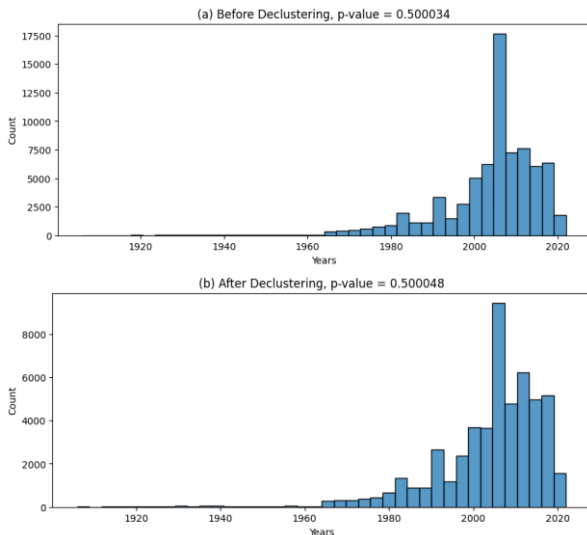 (a) Before Declustering, p-value = 0.500034
17500
15000
12500
10000
7500
5000
2500
0
Count
1920 1940 1960 1980 2000 2020
Years
(b) After Declustering, p-value = 0.500048
8000
6000
4000
2000
0
Count
1920 1940 1960 1980 2000 2020
Years